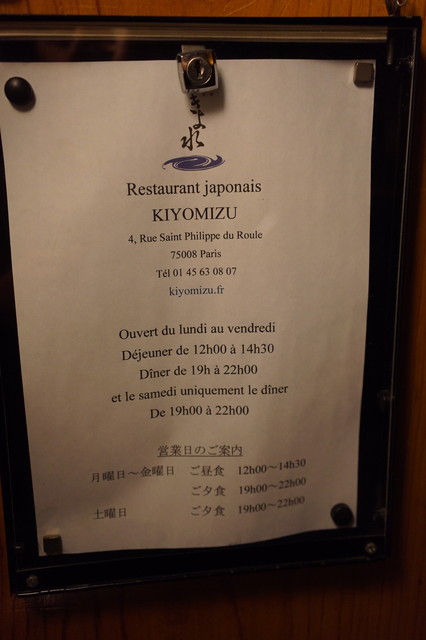 きよ水
Restaurant japonais
KIYOMIZU
4, Rue Saint Philippe du Roule
75008 Paris
Tél 01 45 63 08 07
kiyomizu.fr
Ouvert du lundi au vendredi
Déjeuner de 12h00 à 14h30
Dîner de 19h à 22h00
et le samedi uniquement le dîner
De 19h00 à 22h00
営業日のご案内
月曜日～金曜日 ご昼食 12h00～14h30
ご夕食 19h00～22h00
土曜日 ご夕食 19h00～22h00